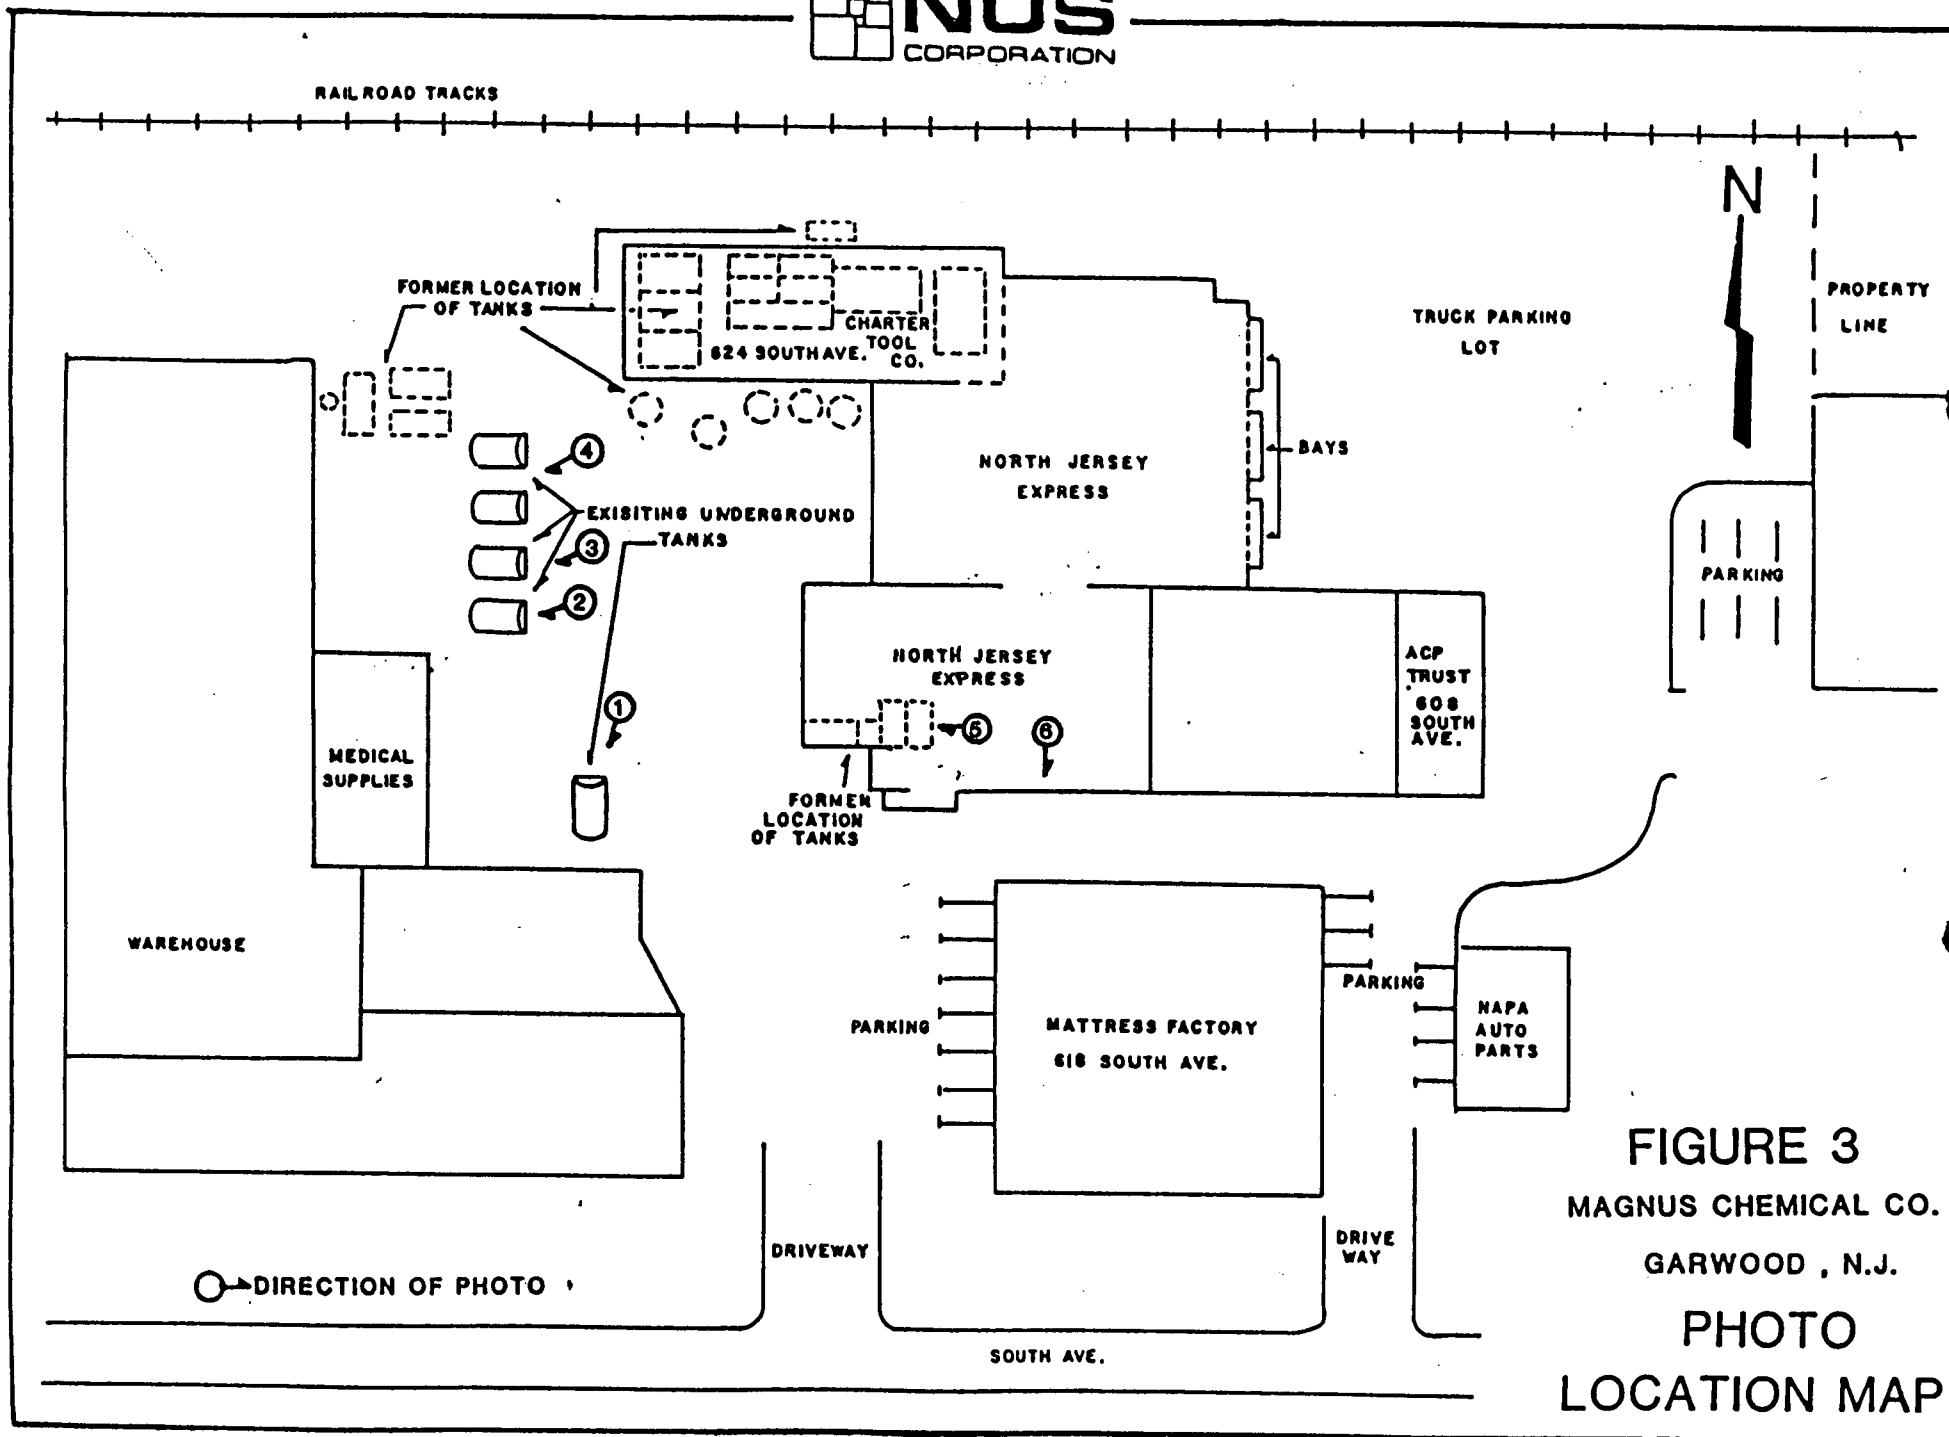 NUS
CORPORATION
RAILROAD TRACKS
N
FORMER LOCATION
OF TANKS
PROPERTY
LINE
TRUCK PARKING
LOT
CHARTER
TOOL
CO.
624 SOUTH AVE.
BAYS
NORTH JERSEY
EXPRESS
4
EXISITING UNDERGROUND
TANKS
3
2
PARKING
NORTH JERSEY
EXPRESS
ACP
TRUST
608
SOUTH
AVE.
1
5
6
MEDICAL
SUPPLIES
FORMER
LOCATION
OF TANKS
WAREHOUSE
PARKING
PARKING
MATTRESS FACTORY
618 SOUTH AVE.
NAPA
AUTO
PARTS
DRIVEWAY
DRIVE
WAY
DIRECTION OF PHOTO
SOUTH AVE.
FIGURE 3
MAGNUS CHEMICAL CO.
GARWOOD , N.J.
PHOTO
LOCATION MAP